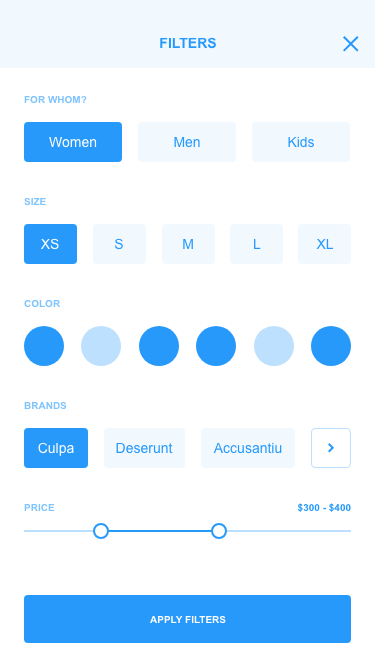 FILTERS
FOR WHOM?
Women Men Kids
SIZE
XS S M L XL
COLOR
BRANDS
Culpa Deserunt Accusantiu
PRICE $300 - $400
APPLY FILTERS